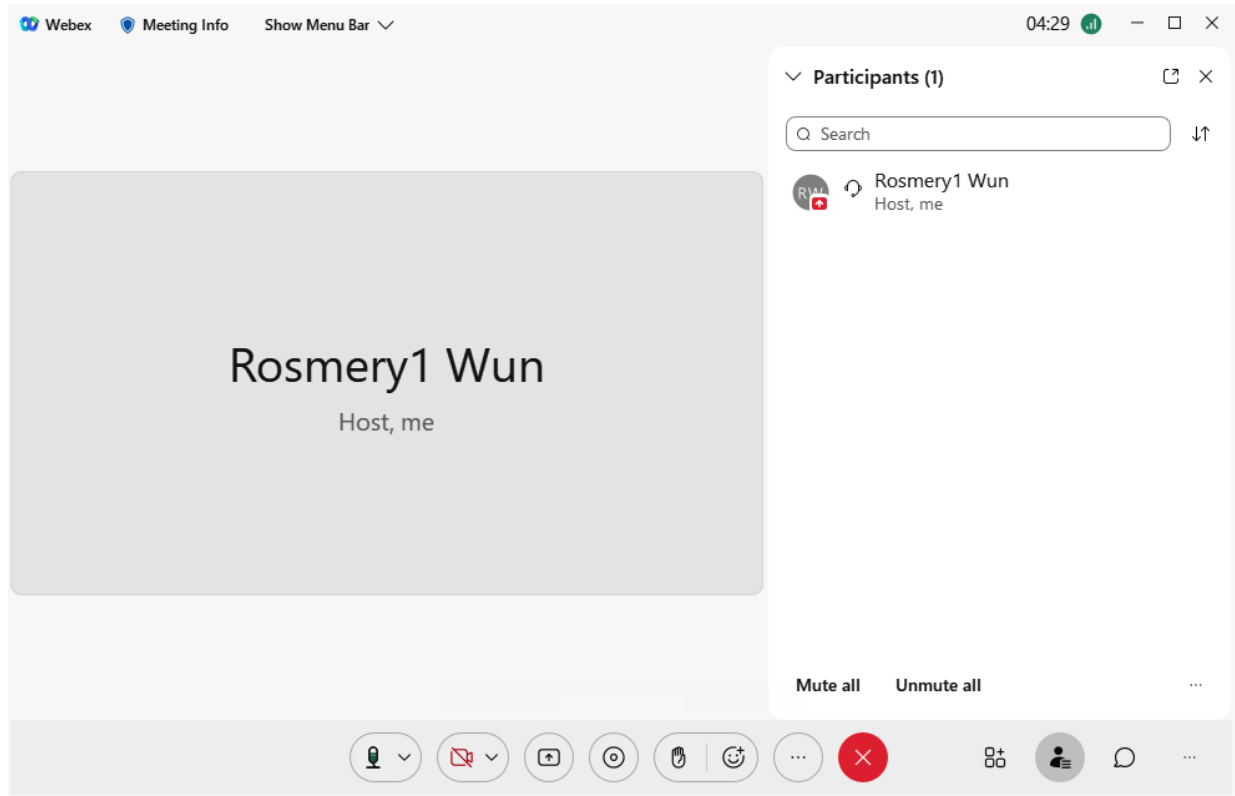 Webex Meeting Info Show Menu Bar 04:29
Participants (1)
Search
RW Rosmery1 Wun
Host, me
Rosmery1 Wun
Host, me
Mute all Unmute all